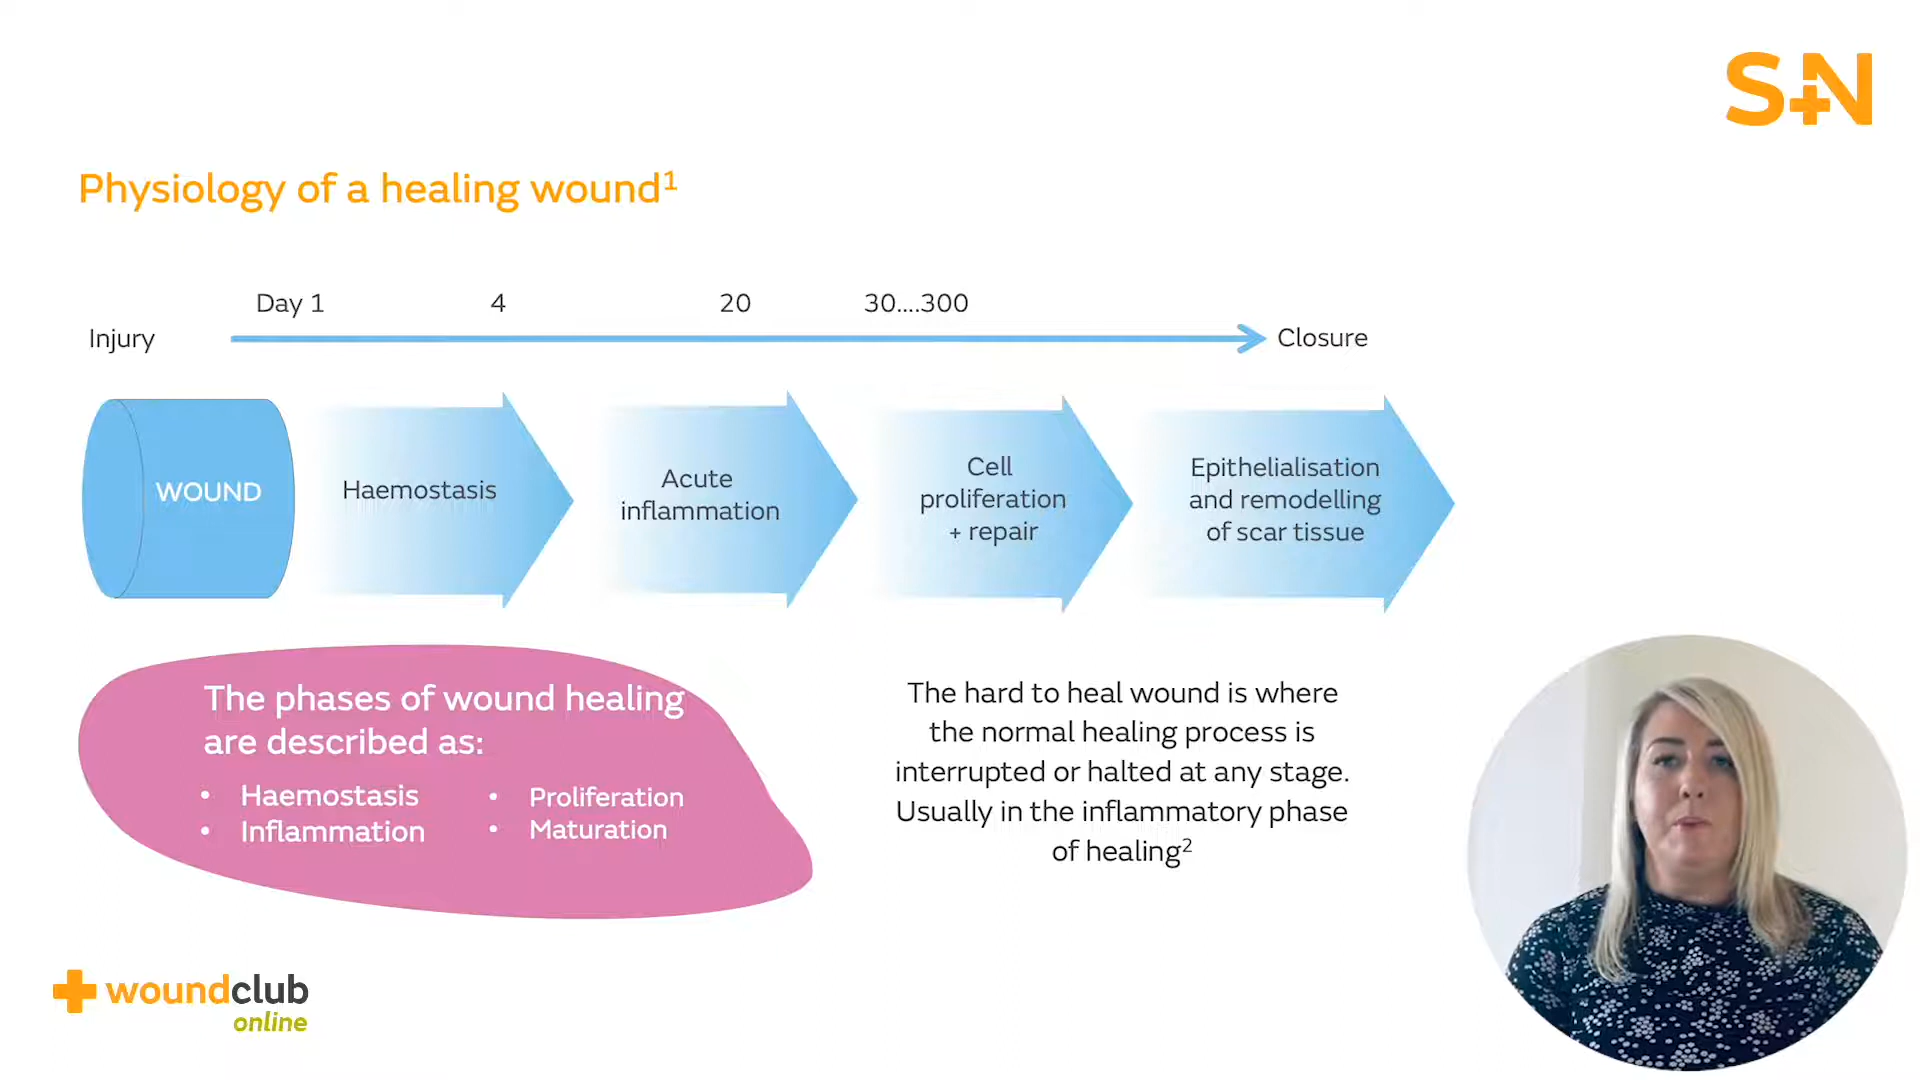 S+N
Physiology of a healing wound¹
Day 1 4 20 30....300
Injury
Closure
WOUND
Haemostasis
Acute
inflammation
Cell
proliferation
+ repair
Epithelialisation
and remodelling
of scar tissue
The phases of wound healing
are described as:
• Haemostasis
• Inflammation
• Proliferation
• Maturation
The hard to heal wound is where
the normal healing process is
interrupted or halted at any stage.
Usually in the inflammatory phase
of healing²
woundclub
online